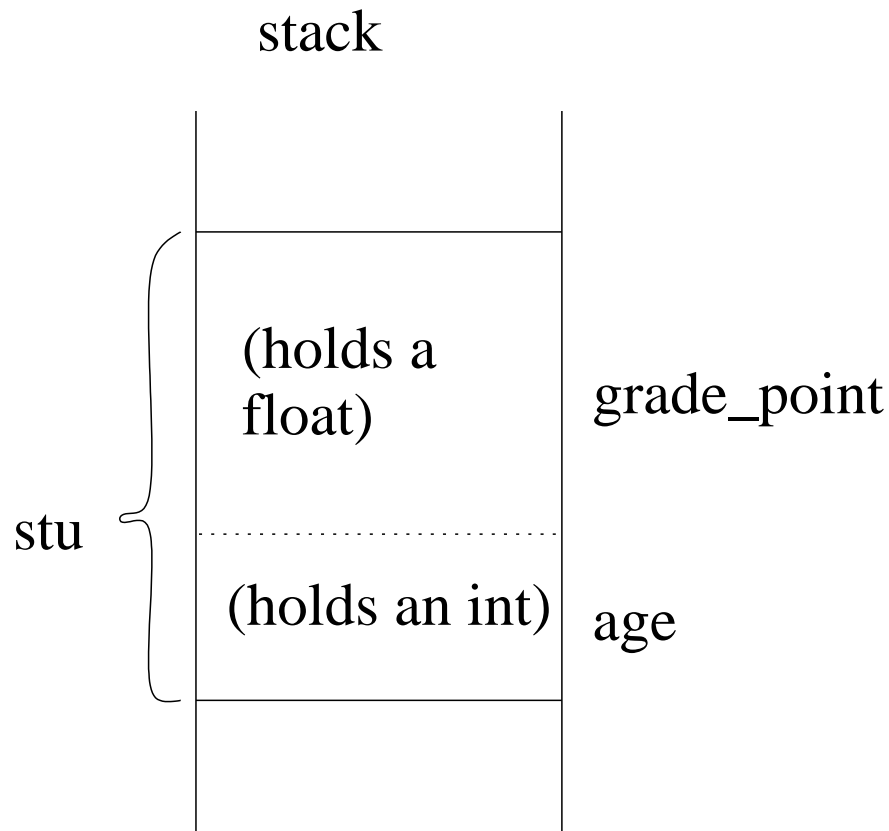 stack
(holds a
float)
grade_point
stu
(holds an int)
age